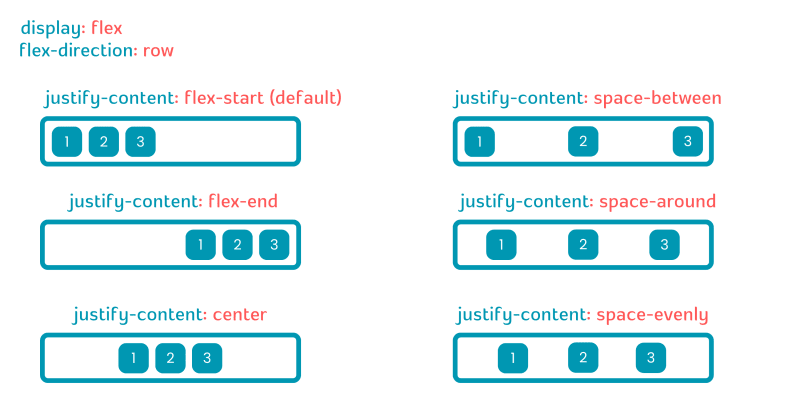 display: flex
flex-direction: row
justify-content: flex-start (default)
1 2 3
justify-content: flex-end
1 2 3
justify-content: center
1 2 3
justify-content: space-between
1 2 3
justify-content: space-around
1 2 3
justify-content: space-evenly
1 2 3